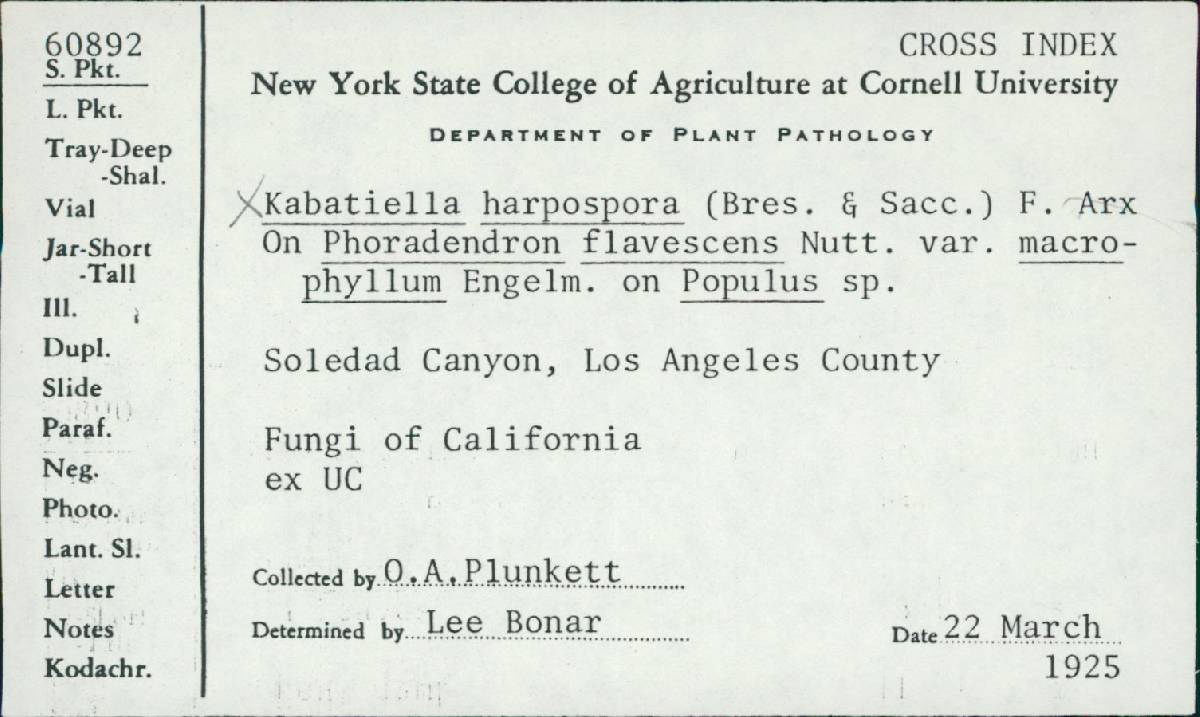 60892
S. Pkt.
L. Pkt.
Tray-Deep
-Shal.
Vial
Jar-Short
-Tall
Ill.
Dupl.
Slide
Paraf.
Neg.
Photo.
Lant. Sl.
Letter
Notes
Kodachr.
CROSS INDEX
New York State College of Agriculture at Cornell University
DEPARTMENT OF PLANT PATHOLOGY
Kabatiella harpospora (Bres. & Sacc.) F. Arx
On Phoradendron flavescens Nutt. var. macro-
phyllum Engelm. on Populus sp.
Soledad Canyon, Los Angeles County
Fungi of California
ex UC
Collected by O.A.Plunkett
Determined by Lee Bonar
Date 22 March
1925